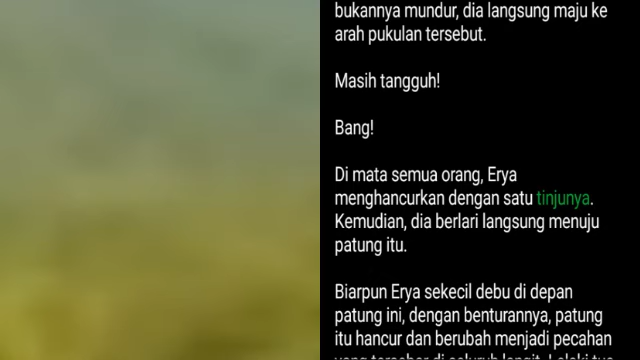 bukannya mundur, dia langsung maju ke
arah pukulan tersebut.
Masih tangguh!
Bang!
Di mata semua orang, Erya
menghancurkan dengan satu tinjunya.
Kemudian, dia berlari langsung menuju
patung itu.
Biarpun Erya sekecil debu di depan
patung ini, dengan benturannya, patung
itu hancur dan berubah menjadi pecahan